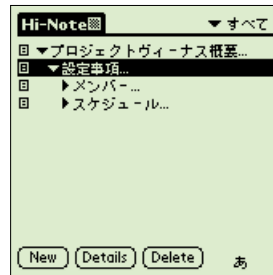 Hi-Note ▼ すべて
▼プロジェクトヴィーナス概要...
▼設定事項...
▶メンバー...
▶スケジュール...
New Details Delete あ